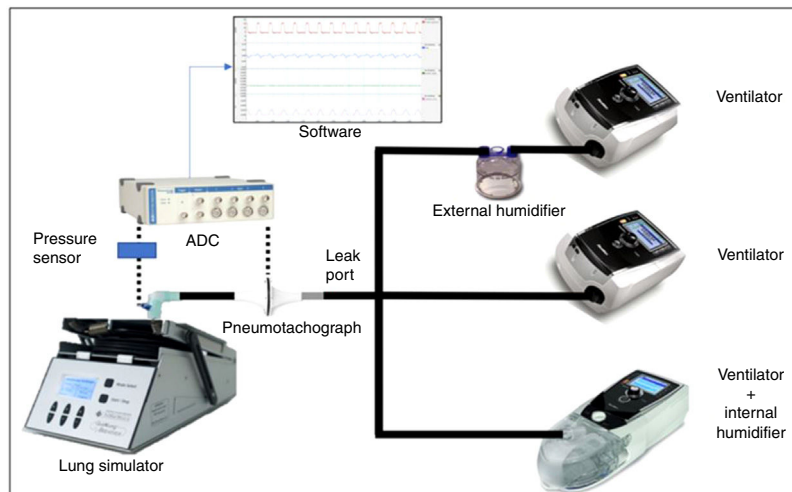 Software
Ventilator
External humidifier
ADC
Pressure
sensor
Leak
port
Ventilator
Pneumotachograph
Ventilator
+
internal
humidifier
Lung simulator